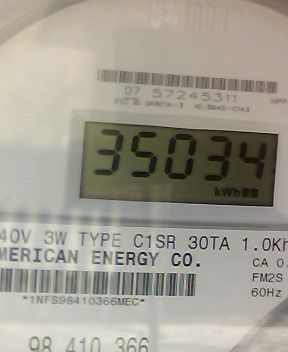 07 57245311
35034
kWh
40V 3W TYPE C1SR 30TA 1.0Kh
MERICAN ENERGY CO.
CA 0.
FM2S
60Hz
*1NFS98410366MEC*
98 410 366